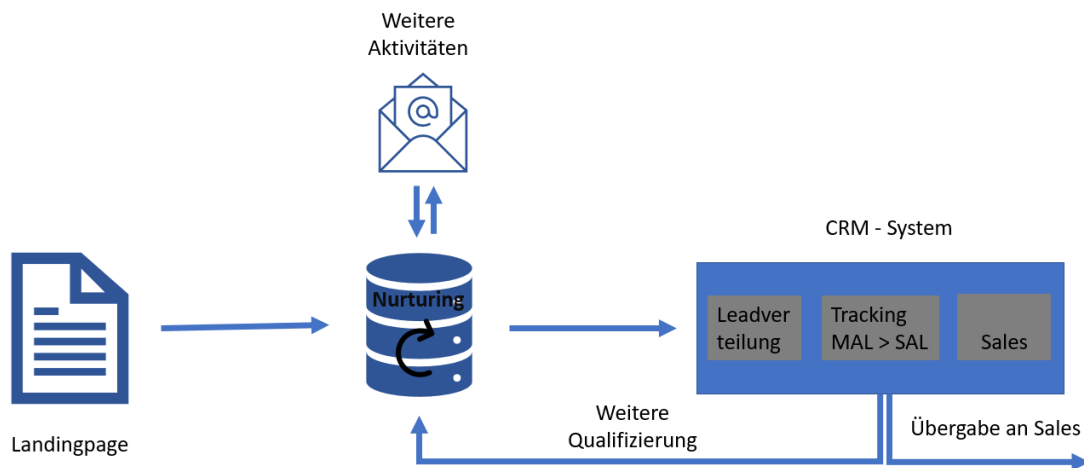 Weitere
Aktivitäten
@
CRM - System
Nurturing
Leadver
teilung
Tracking
MAL > SAL
Sales
Landingpage
Weitere
Qualifizierung
Übergabe an Sales